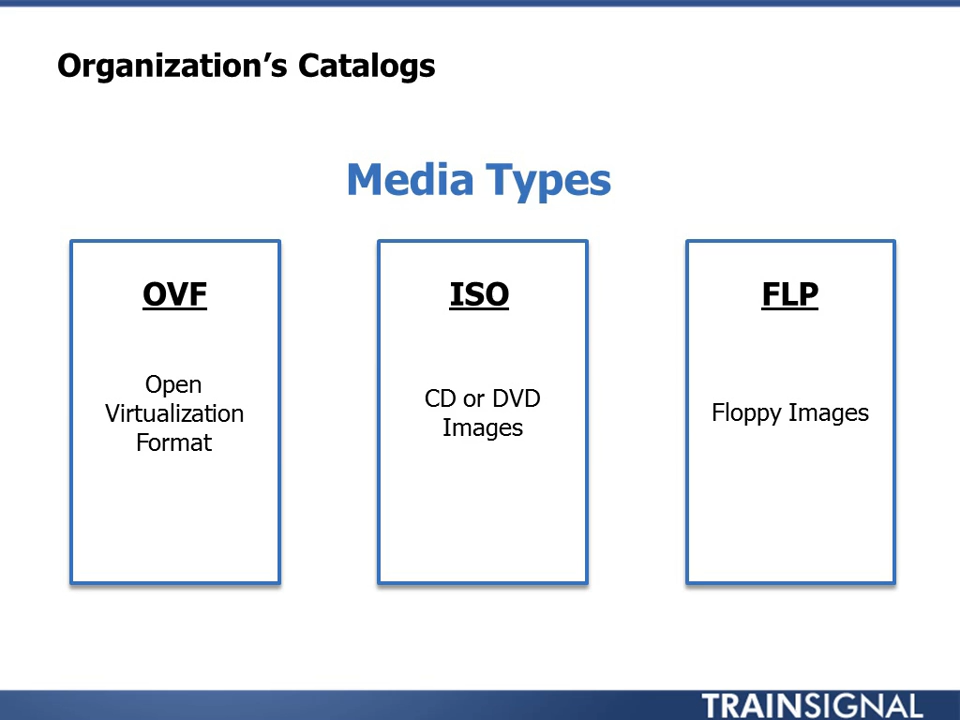 Organization’s Catalogs
Media Types
OVF
Open
Virtualization
Format
ISO
CD or DVD
Images
FLP
Floppy Images
TRAINSIGNAL